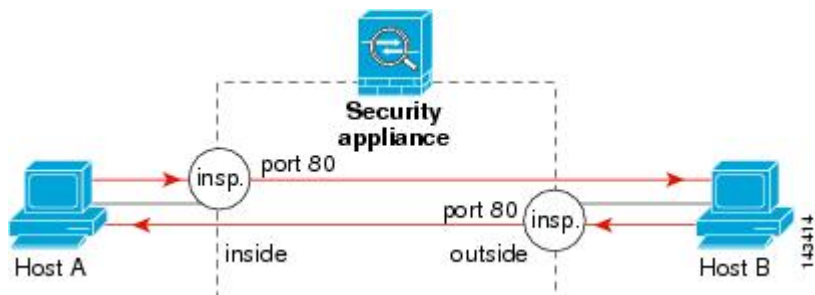 Security
appliance
insp.
port 80
port 80
insp.
inside
outside
Host A
Host B
143414